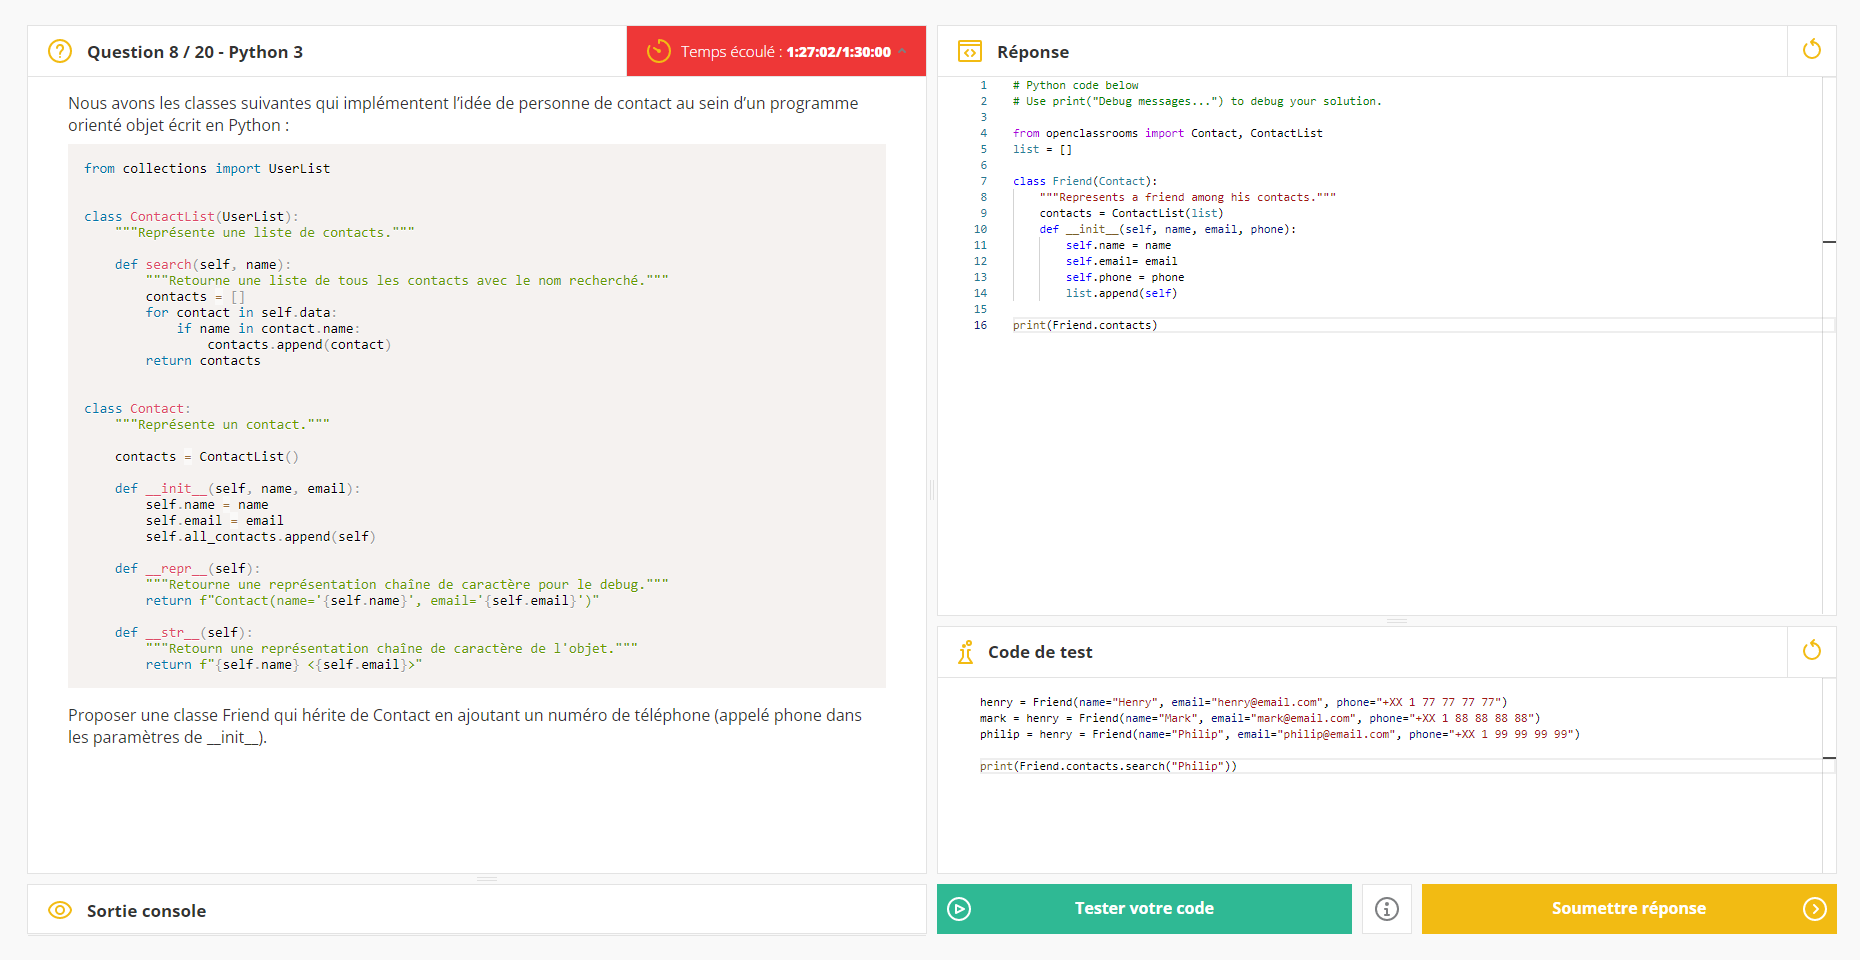 Question 8 / 20 - Python 3
Temps écoulé : 1:27:02/1:30:00
Nous avons les classes suivantes qui implémentent l’idée de personne de contact au sein d’un programme
orienté objet écrit en Python :
from collections import UserList
class ContactList(UserList):
"""Représente une liste de contacts."""
def search(self, name):
"""Retourne une liste de tous les contacts avec le nom recherché."""
contacts = []
for contact in self.data:
if name in contact.name:
contacts.append(contact)
return contacts
class Contact:
"""Représente un contact."""
contacts = ContactList()
def __init__(self, name, email):
self.name = name
self.email = email
self.all_contacts.append(self)
def __repr__(self):
"""Retourne une représentation chaîne de caractère pour le debug."""
return f"Contact(name='{self.name}', email='{self.email}')"
def __str__(self):
"""Retourn une représentation chaîne de caractère de l'objet."""
return f"{self.name} <{self.email}>"
Proposer une classe Friend qui hérite de Contact en ajoutant un numéro de téléphone (appelé phone dans
les paramètres de __init__).
Sortie console
Réponse
1 # Python code below
2 # Use print("Debug messages...") to debug your solution.
3
4 from openclassrooms import Contact, ContactList
5 list = []
6
7 class Friend(Contact):
8 """Represents a friend among his contacts."""
9 contacts = ContactList(list)
10 def __init__(self, name, email, phone):
11 self.name = name
12 self.email= email
13 self.phone = phone
14 list.append(self)
15
16 print(Friend.contacts)
Code de test
henry = Friend(name="Henry", email="henry@email.com", phone="+XX 1 77 77 77 77")
mark = henry = Friend(name="Mark", email="mark@email.com", phone="+XX 1 88 88 88 88")
philip = henry = Friend(name="Philip", email="philip@email.com", phone="+XX 1 99 99 99 99")
print(Friend.contacts.search("Philip"))
Tester votre code
Soumettre réponse